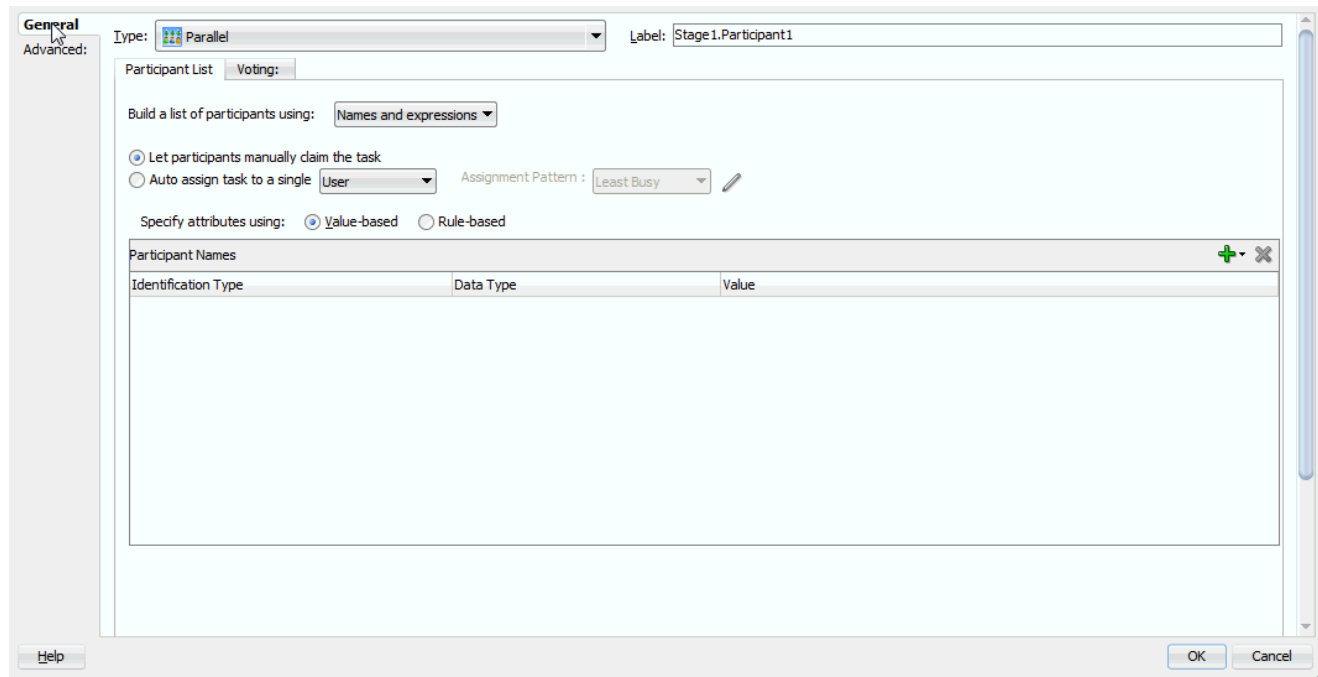 General
Advanced:
Type: Parallel Label: Stage1.Participant1
Participant List Voting:
Build a list of participants using: Names and expressions
Let participants manually claim the task
Auto assign task to a single User Assignment Pattern : Least Busy
Specify attributes using: Value-based Rule-based
Participant Names
Identification Type Data Type Value
Help OK Cancel